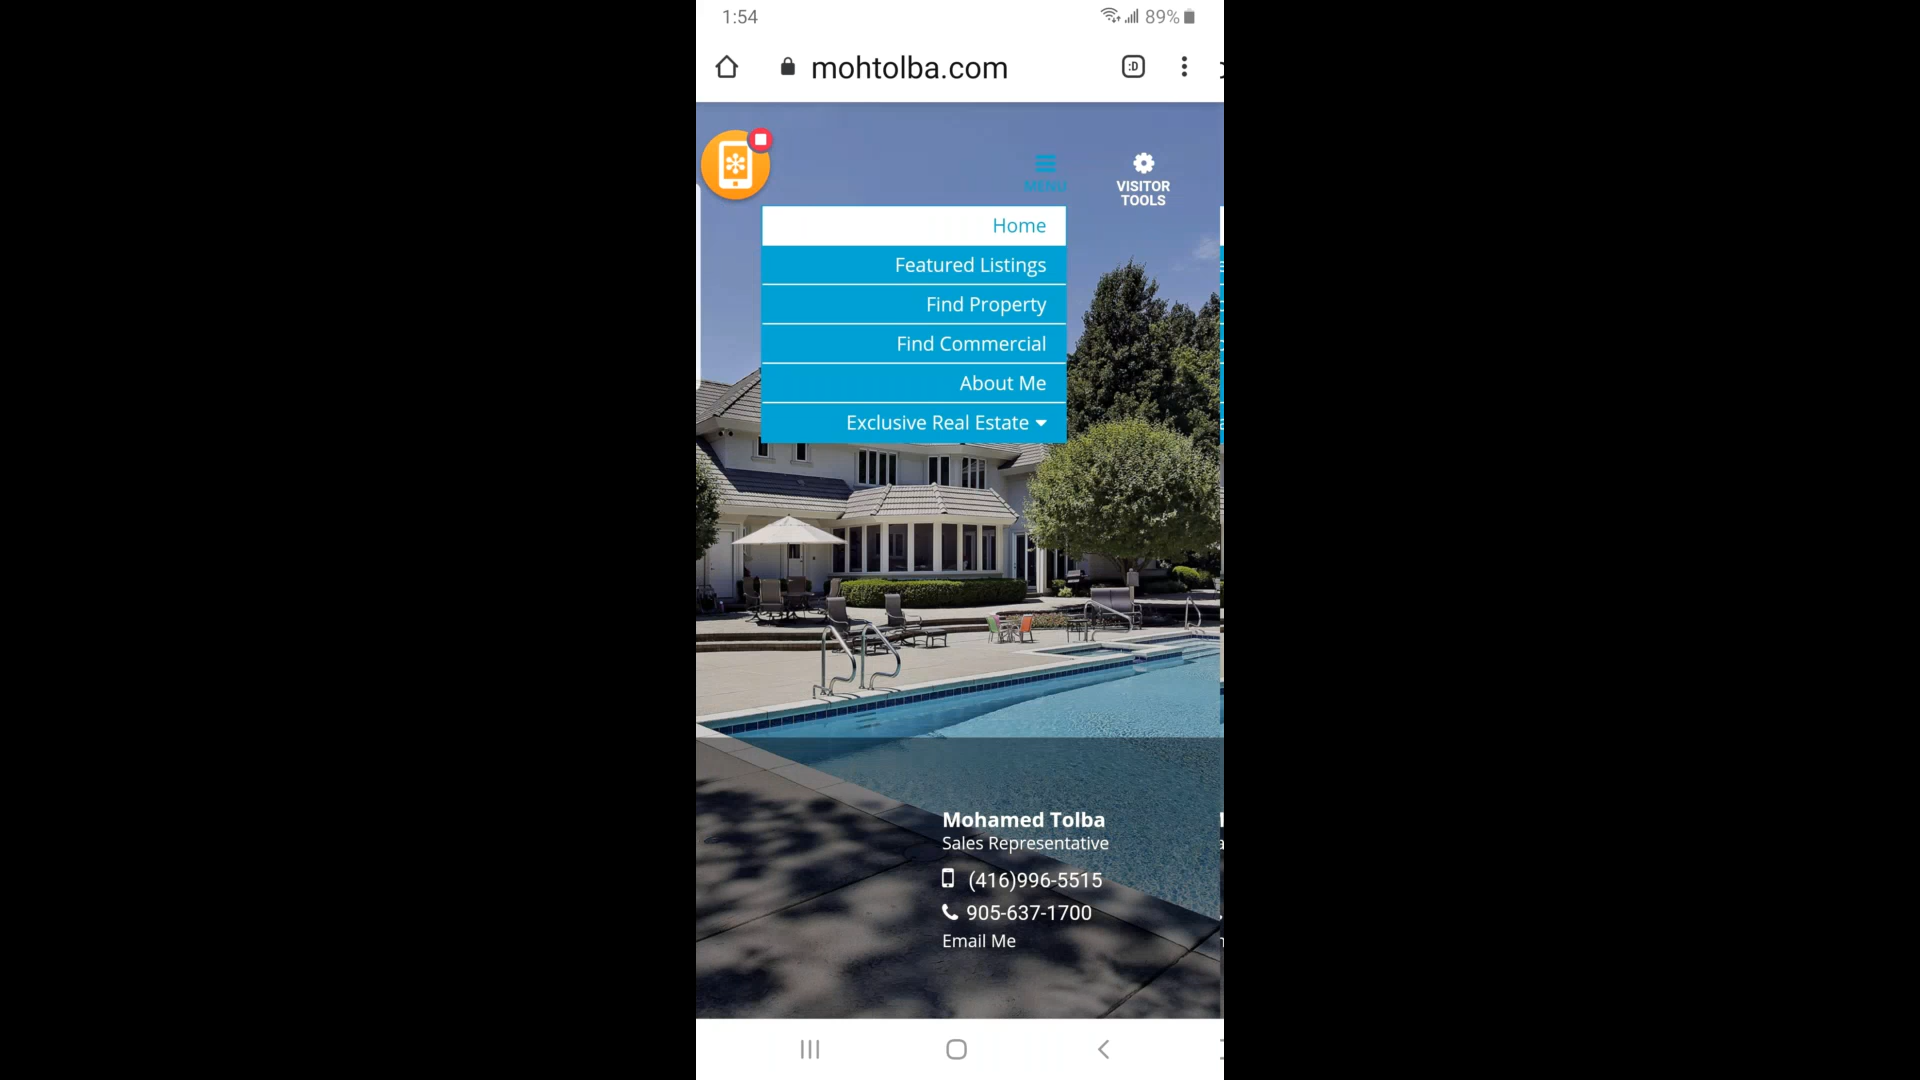 1:54
89%
mohtolba.com
:D
MENU
VISITOR
TOOLS
Home
Featured Listings
Find Property
Find Commercial
About Me
Exclusive Real Estate
Mohamed Tolba
Sales Representative
(416)996-5515
905-637-1700
Email Me